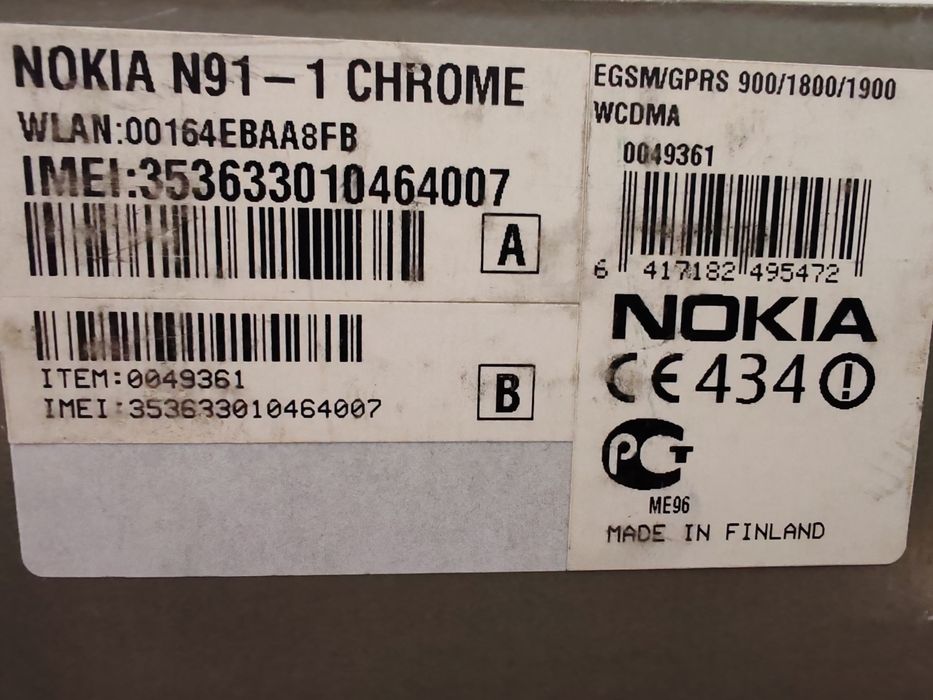 NOKIA N91-1 CHROME
WLAN:00164EBAA8FB
IMEI:353633010464007
A
ITEM:0049361
IMEI:353633010464007
B
EGSM/GPRS 900/1800/1900
WCDMA
0049361
6 417182 495472
NOKIA
CE 434
PCT
ME96
MADE IN FINLAND